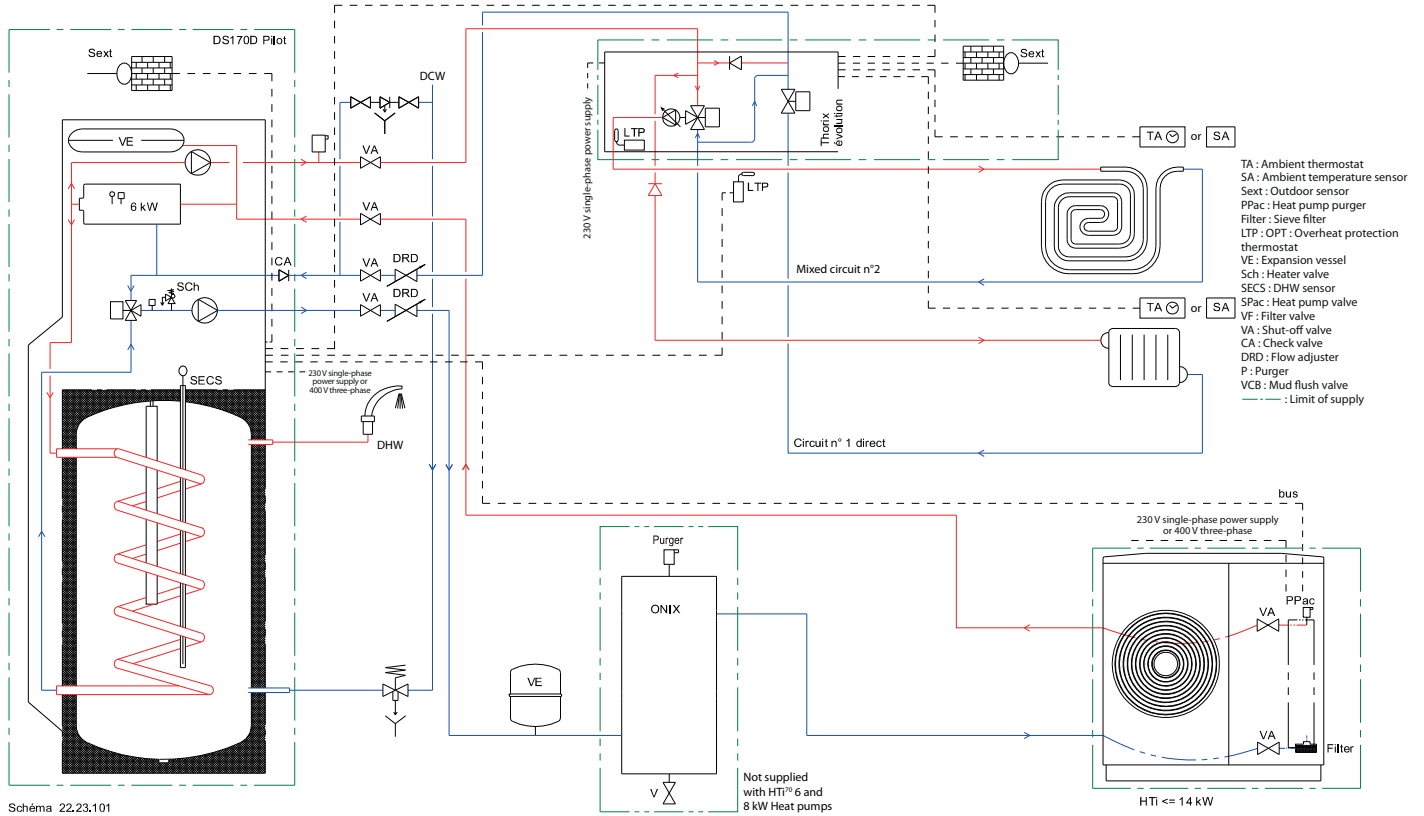 DS170D Pilot
Sext
VE
6 kW
VA
VA
DCW
CA
VA
DRD
SCh
VA
DRD
SECS
230 V single-phase
power supply or
400 V three-phase
DHW
LTP
230 V single-phase power supply
LTP
Thorix
évolution
Sext
TA or SA
Mixed circuit n°2
TA or SA
Circuit n° 1 direct
TA : Ambient thermostat
SA : Ambient temperature sensor
Sext : Outdoor sensor
PPac : Heat pump purger
Filter : Sieve filter
LTP : OPT : Overheat protection
thermostat
VE : Expansion vessel
Sch : Heater valve
SECS : DHW sensor
SPac : Heat pump valve
VF : Filter valve
VA : Shut-off valve
CA : Check valve
DRD : Flow adjuster
P : Purger
VCB : Mud flush valve
: Limit of supply
bus
230 V single-phase power supply
or 400 V three-phase
Purger
ONIX
VE
V
Not supplied
with HTi⁷⁰ 6 and
8 kW Heat pumps
PPac
VA
VA
Filter
HTi <= 14 kW
Schéma 22.23.101